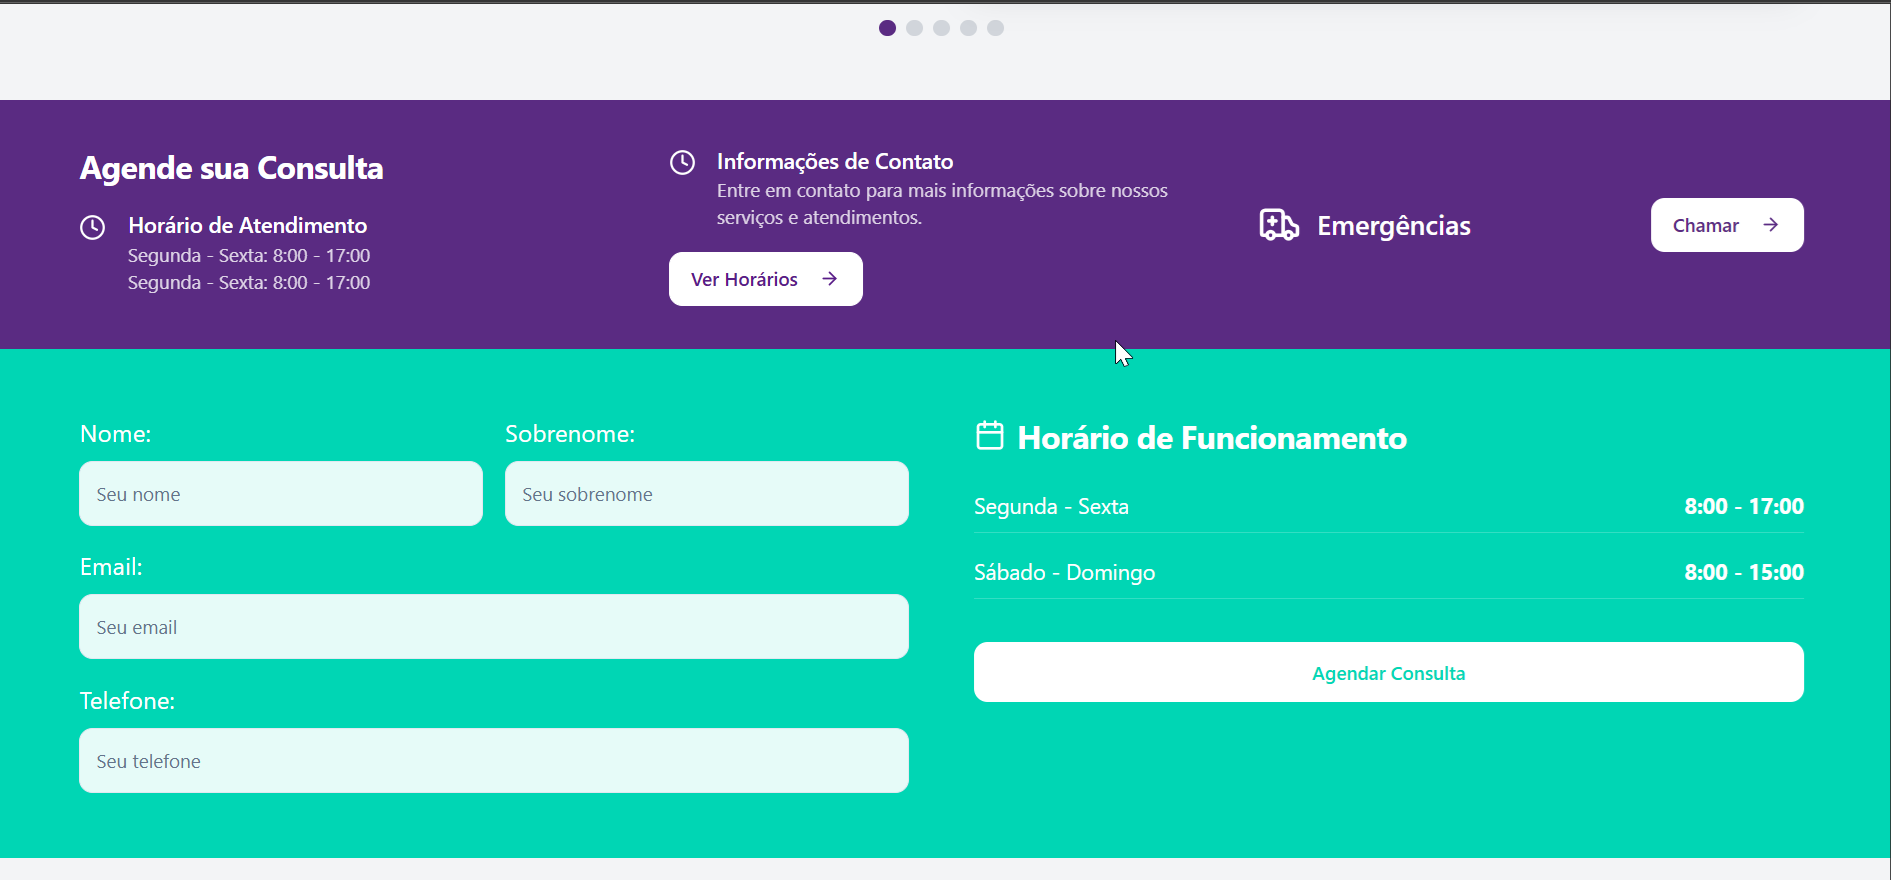 Agende sua Consulta
Horário de Atendimento
Segunda - Sexta: 8:00 - 17:00
Segunda - Sexta: 8:00 - 17:00
Informações de Contato
Entre em contato para mais informações sobre nossos
serviços e atendimentos.
Ver Horários
Emergências
Chamar
Nome:
Seu nome
Sobrenome:
Seu sobrenome
Email:
Seu email
Telefone:
Seu telefone
Horário de Funcionamento
Segunda - Sexta 8:00 - 17:00
Sábado - Domingo 8:00 - 15:00
Agendar Consulta